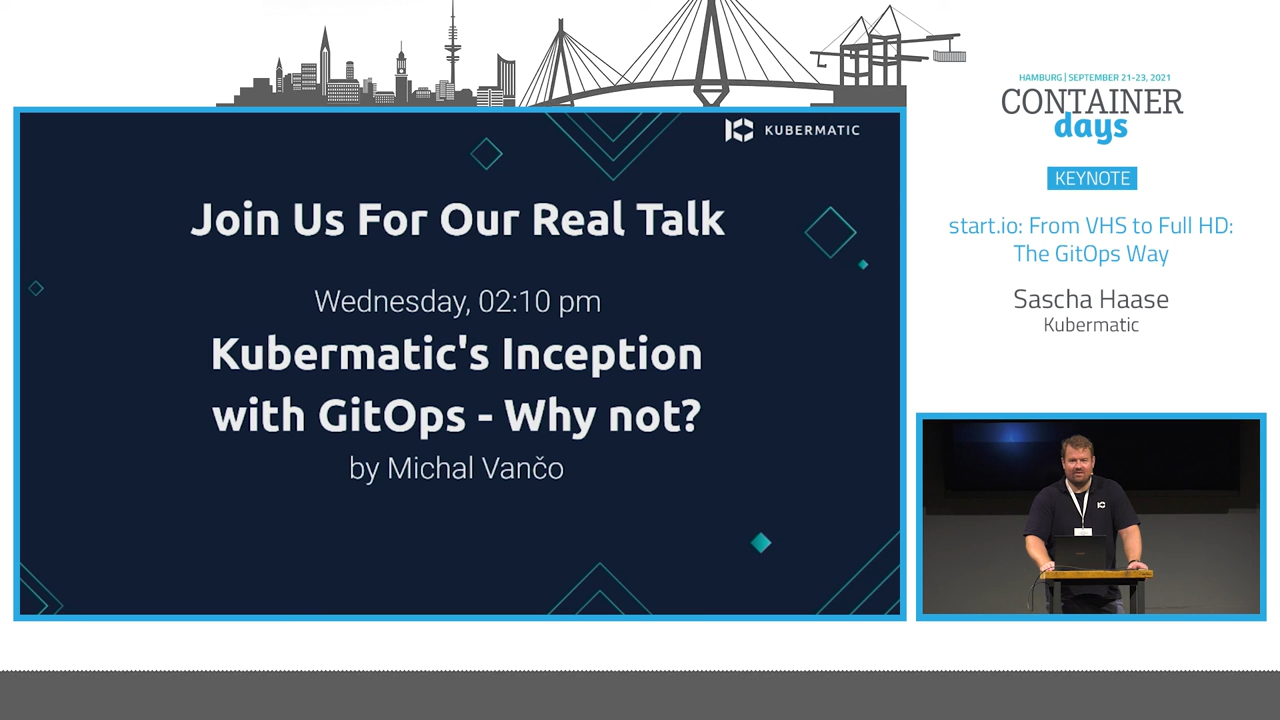 HAMBURG | SEPTEMBER 21-23, 2021
CONTAINER
days
KEYNOTE
start.io: From VHS to Full HD:
The GitOps Way
Sascha Haase
Kubermatic
KUBERMATIC
Join Us For Our Real Talk
Wednesday, 02:10 pm
Kubermatic's Inception
with GitOps - Why not?
by Michal Vančo